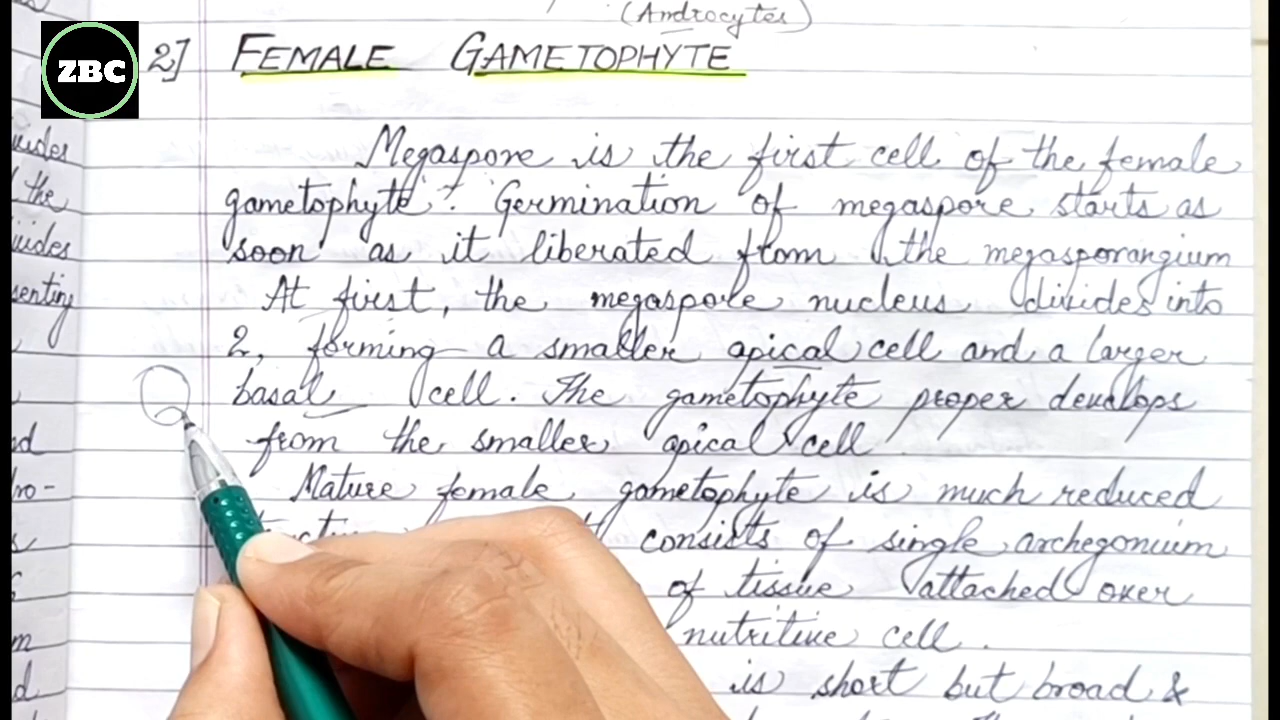 (Androcytes)
ZBC
2] FEMALE GAMETOPHYTE
Megaspore is the first cell of the female
gametophyte. Germination of megaspore starts as
soon as it liberated from the megasporangium
At first, the megaspore nucleus divides into
2, forming a smaller apical cell and a larger
basal cell. The gametophyte proper develops
from the smaller apical cell.
Mature female gametophyte is much reduced
consists of single archegonium
of tissue attached over
nutritive cell.
is short but broad &
the